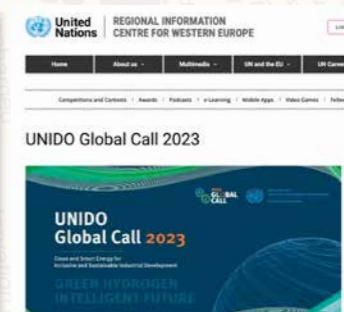 United Nations
REGIONAL INFORMATION
CENTRE FOR WESTERN EUROPE
Home
About us
Multimedia
UN and the EU
UN Career
Competitions and Contests
Awards
Podcasts
e-Learning
Mobile Apps
Video Games
UNIDO Global Call 2023
GLOBAL
CALL
UNIDO
Global Call 2023
Clean and Smart Energy for
Inclusive and Sustainable Industrial Development
GREEN HYDROGEN
INTELLIGENT FUTURE